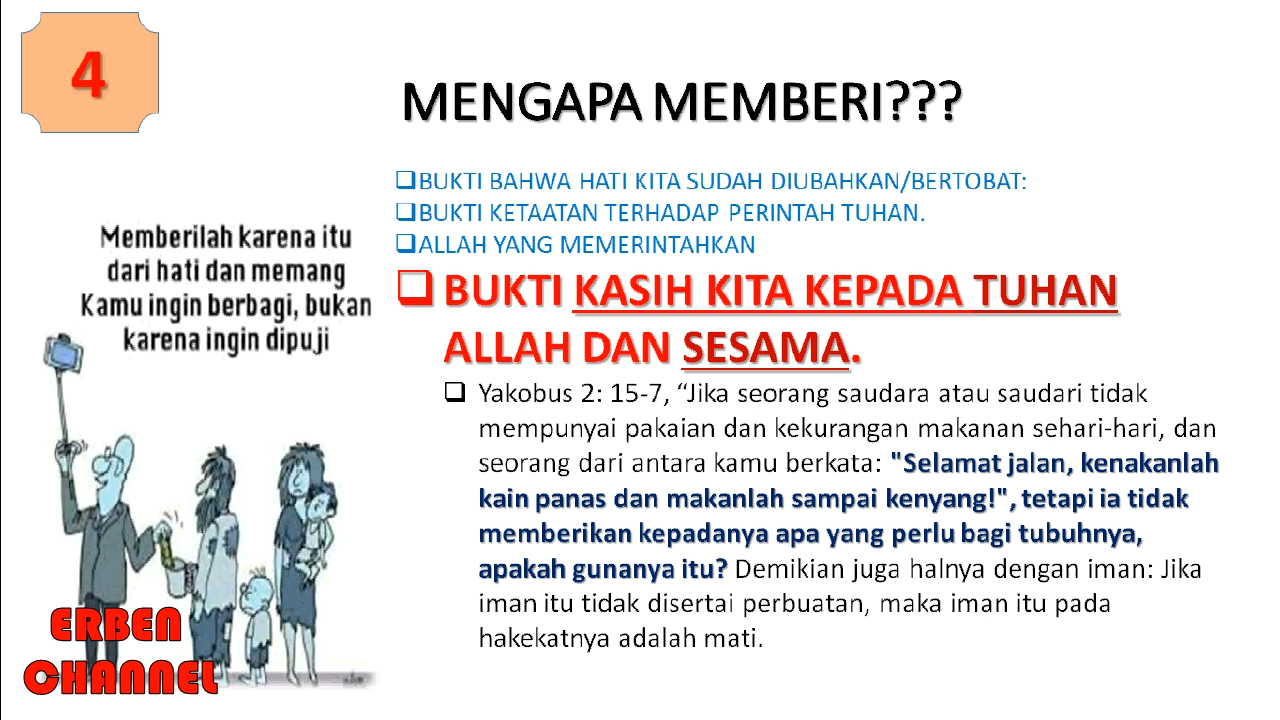 4
MENGAPA MEMBERI???
❑BUKTI BAHWA HATI KITA SUDAH DIUBAHKAN/BERTOBAT:
❑BUKTI KETAATAN TERHADAP PERINTAH TUHAN.
❑ALLAH YANG MEMERINTAHKAN
❑ BUKTI KASIH KITA KEPADA TUHAN
ALLAH DAN SESAMA.
❑ Yakobus 2: 15-7, “Jika seorang saudara atau saudari tidak
mempunyai pakaian dan kekurangan makanan sehari-hari, dan
seorang dari antara kamu berkata: "Selamat jalan, kenakanlah
kain panas dan makanlah sampai kenyang!", tetapi ia tidak
memberikan kepadanya apa yang perlu bagi tubuhnya,
apakah gunanya itu? Demikian juga halnya dengan iman: Jika
iman itu tidak disertai perbuatan, maka iman itu pada
hakekatnya adalah mati.
Memberilah karena itu
dari hati dan memang
Kamu ingin berbagi, bukan
karena ingin dipuji
ERBEN
CHANNEL